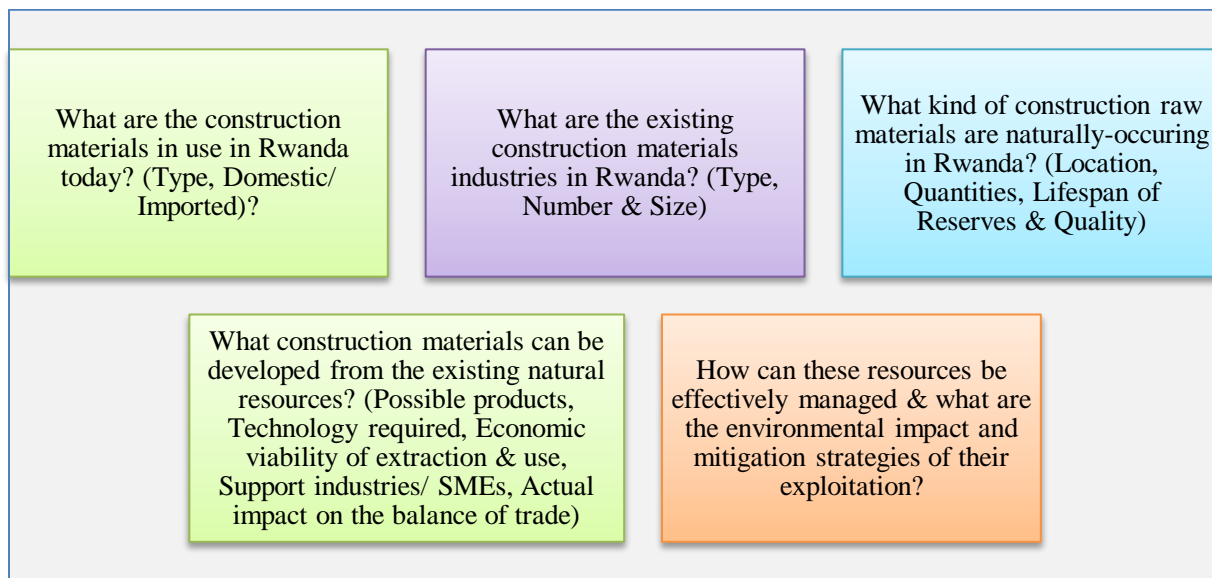 What are the construction
materials in use in Rwanda
today? (Type, Domestic/
Imported)?
What are the existing
construction materials
industries in Rwanda? (Type,
Number & Size)
What kind of construction raw
materials are naturally-occuring
in Rwanda? (Location,
Quantities, Lifespan of
Reserves & Quality)
What construction materials can be
developed from the existing natural
resources? (Possible products,
Technology required, Economic
viability of extraction & use,
Support industries/ SMEs, Actual
impact on the balance of trade)
How can these resources be
effectively managed & what are
the environmental impact and
mitigation strategies of their
exploitation?